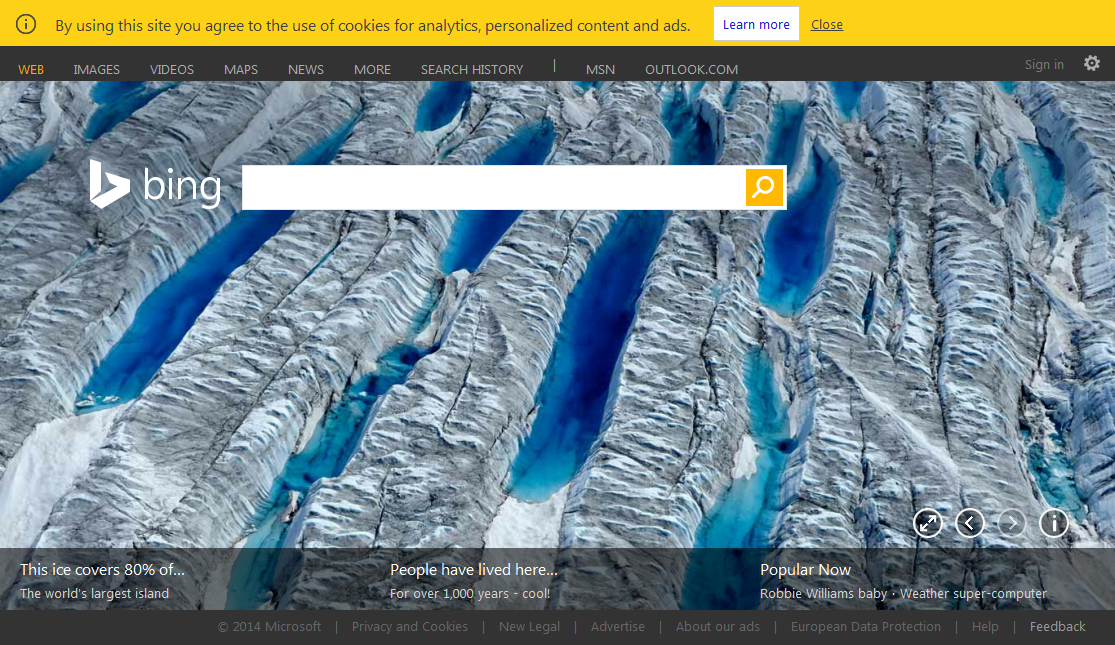 By using this site you agree to the use of cookies for analytics, personalized content and ads. Learn more Close
WEB IMAGES VIDEOS MAPS NEWS MORE SEARCH HISTORY | MSN OUTLOOK.COM Sign in
bing
This ice covers 80% of... People have lived here... Popular Now
The world's largest island For over 1,000 years - cool! Robbie Williams baby · Weather super-computer
© 2014 Microsoft | Privacy and Cookies | New Legal | Advertise | About our ads | European Data Protection | Help | Feedback